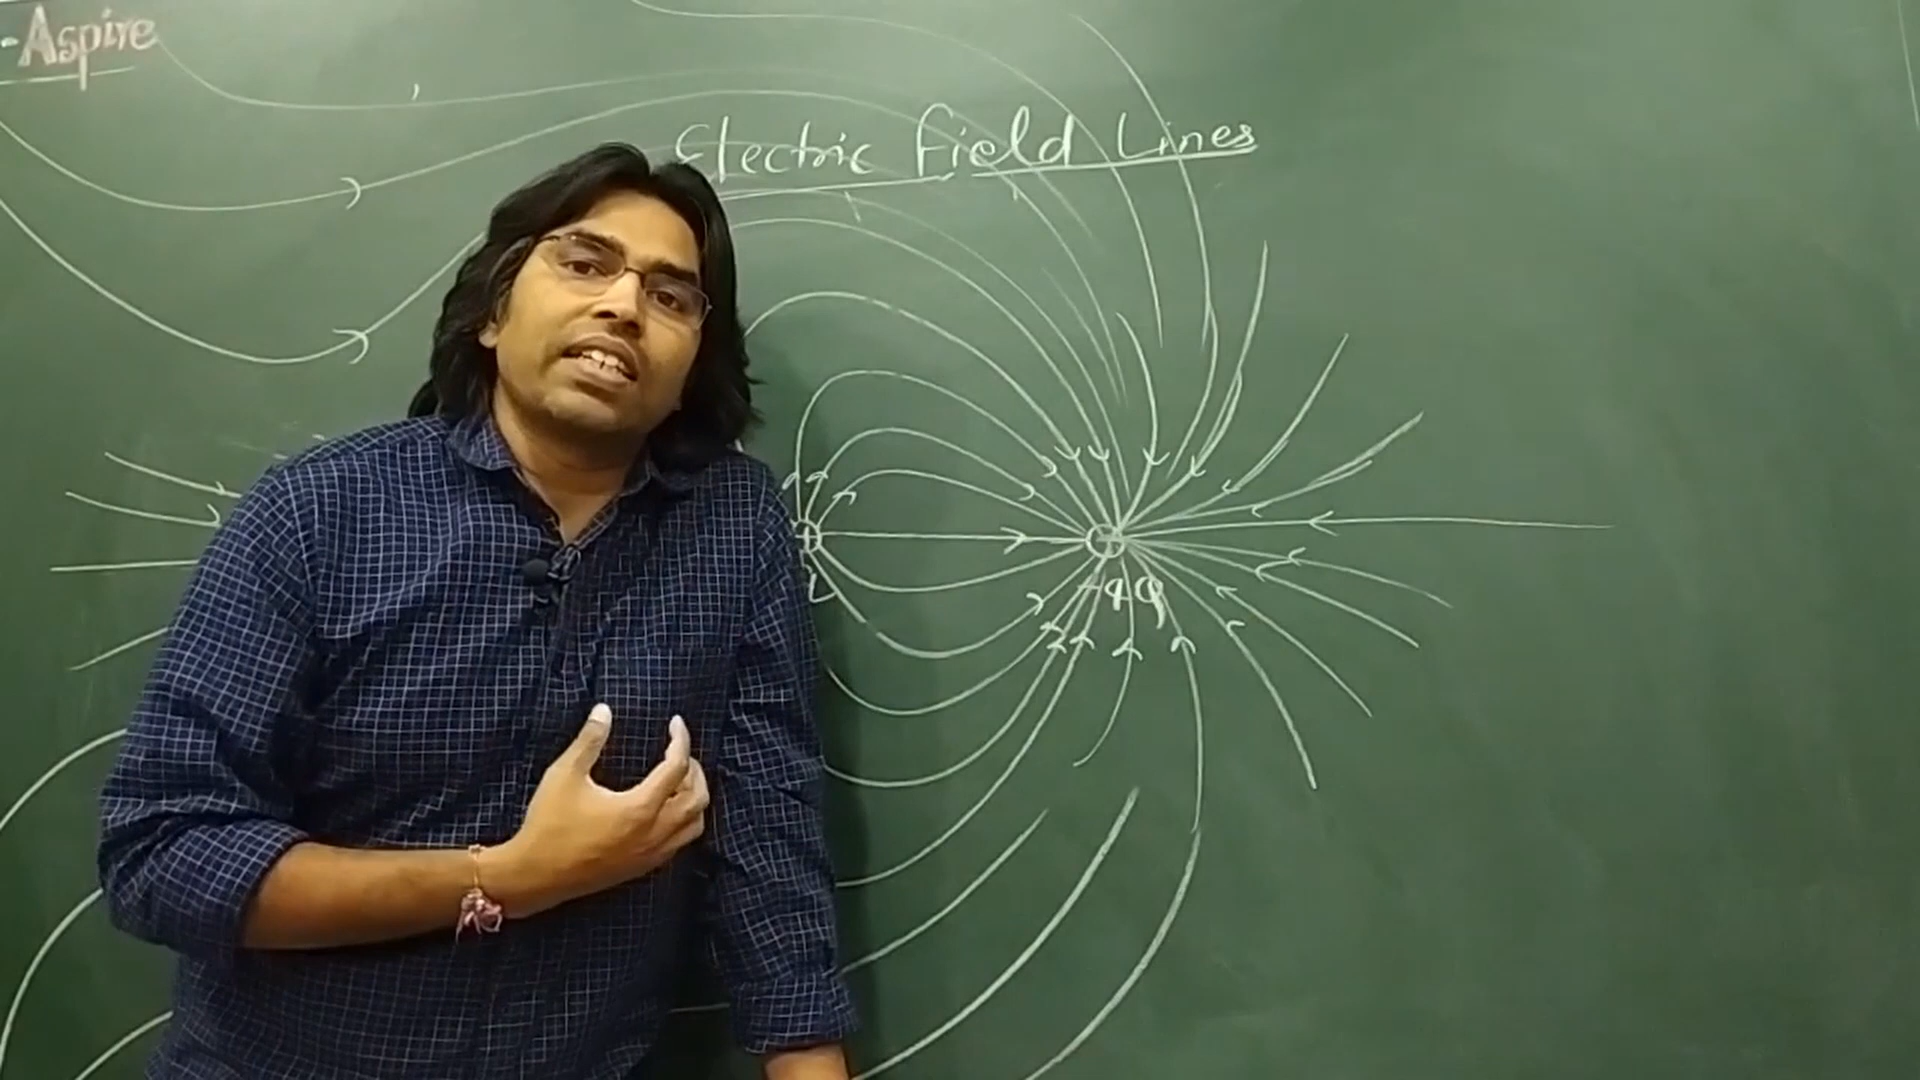 -Aspire
Electric Field Lines
+
-4Q